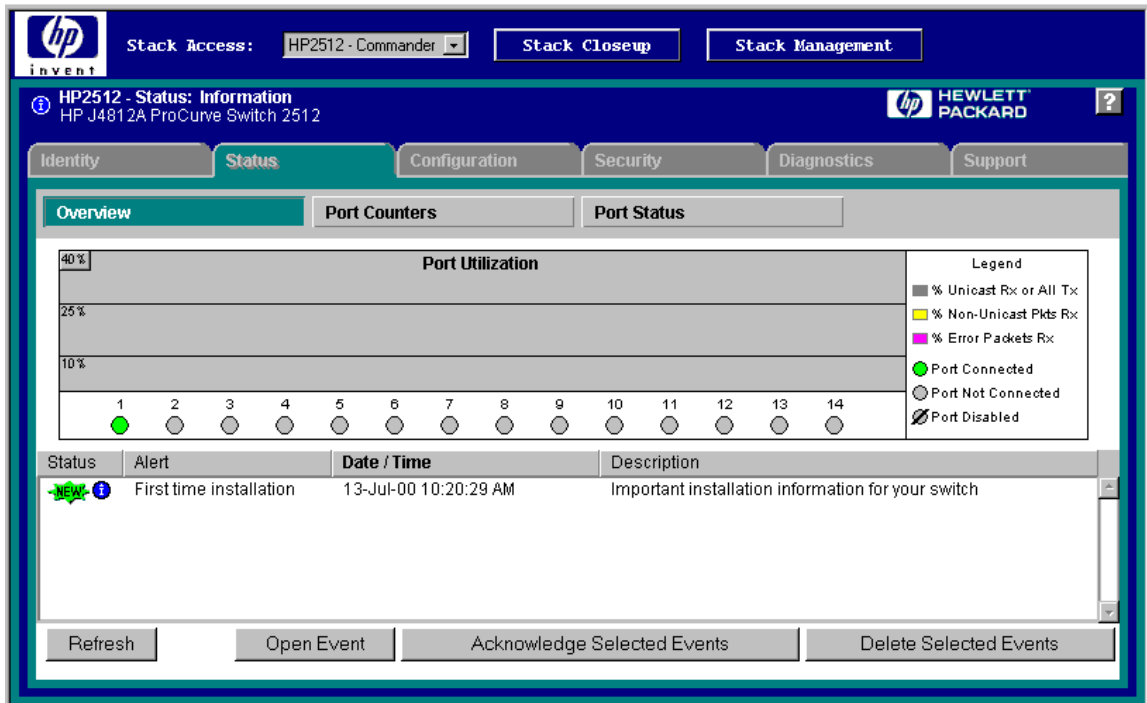 hp
invent
Stack Access:
HP2512 - Commander
Stack Closeup
Stack Management
HP2512 - Status: Information
HP J4812A ProCurve Switch 2512
hp HEWLETT
PACKARD
?
Identity
Status
Configuration
Security
Diagnostics
Support
Overview
Port Counters
Port Status
40 %
Port Utilization
25 %
10 %
1 2 3 4 5 6 7 8 9 10 11 12 13 14
Legend
% Unicast Rx or All Tx
% Non-Unicast Pkts Rx
% Error Packets Rx
Port Connected
Port Not Connected
Port Disabled
Status Alert Date / Time Description
NEW! i First time installation 13-Jul-00 10:20:29 AM Important installation information for your switch
Refresh
Open Event
Acknowledge Selected Events
Delete Selected Events